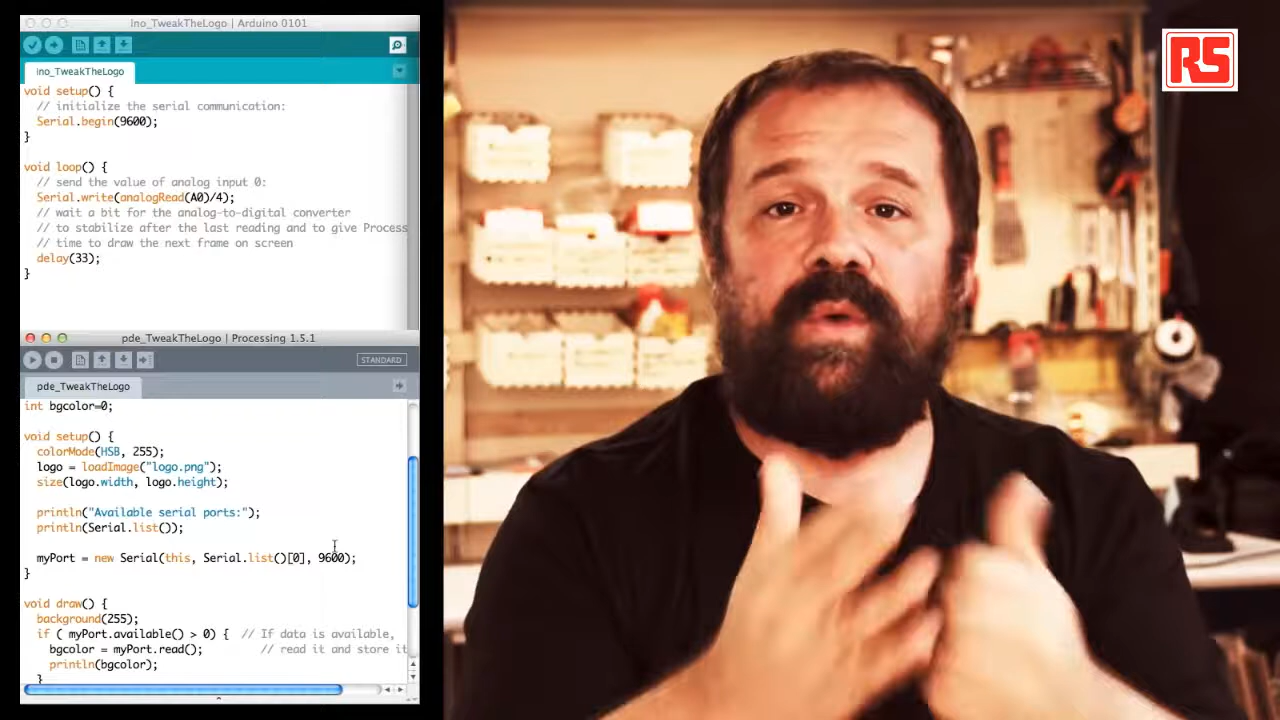 Ino_TweakTheLogo | Arduino 0101
Ino_TweakTheLogo
void setup() {
// initialize the serial communication:
Serial.begin(9600);
}
void loop() {
// send the value of analog input 0:
Serial.write(analogRead(A0)/4);
// wait a bit for the analog-to-digital converter
// to stabilize after the last reading and to give Process
// time to draw the next frame on screen
delay(33);
}
pde_TweakTheLogo | Processing 1.5.1
STANDARD
pde_TweakTheLogo
int bgcolor=0;
void setup() {
colorMode(HSB, 255);
logo = loadImage("logo.png");
size(logo.width, logo.height);
println("Available serial ports:");
println(Serial.list());
myPort = new Serial(this, Serial.list()[0], 9600);
}
void draw() {
background(255);
if ( myPort.available() > 0) { // If data is available,
bgcolor = myPort.read(); // read it and store it
println(bgcolor);
}
RS